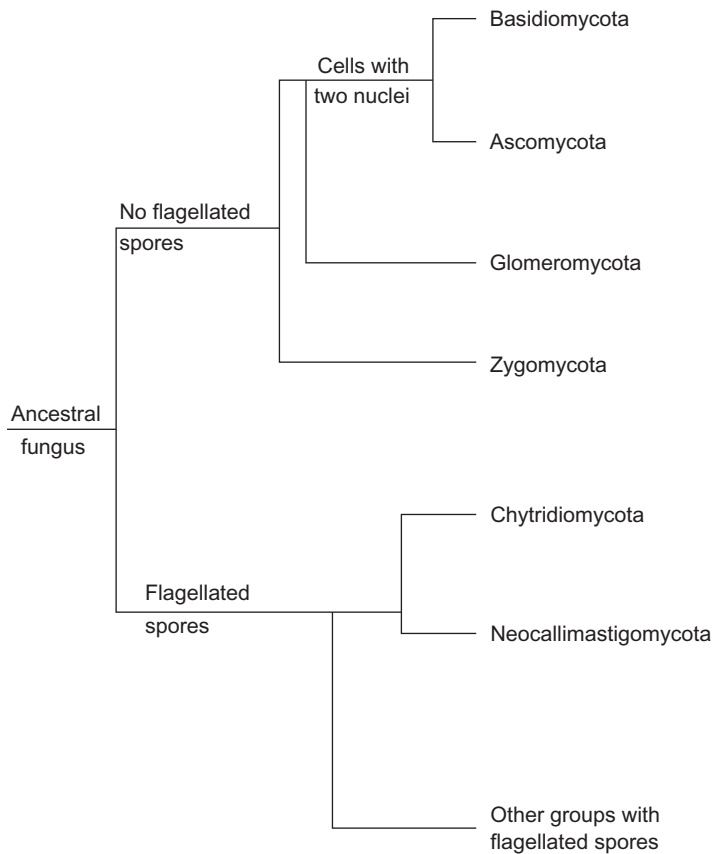 Basidiomycota
Cells with
two nuclei
Ascomycota
No flagellated
spores
Glomeromycota
Zygomycota
Ancestral
fungus
Chytridiomycota
Flagellated
spores
Neocallimastigomycota
Other groups with
flagellated spores